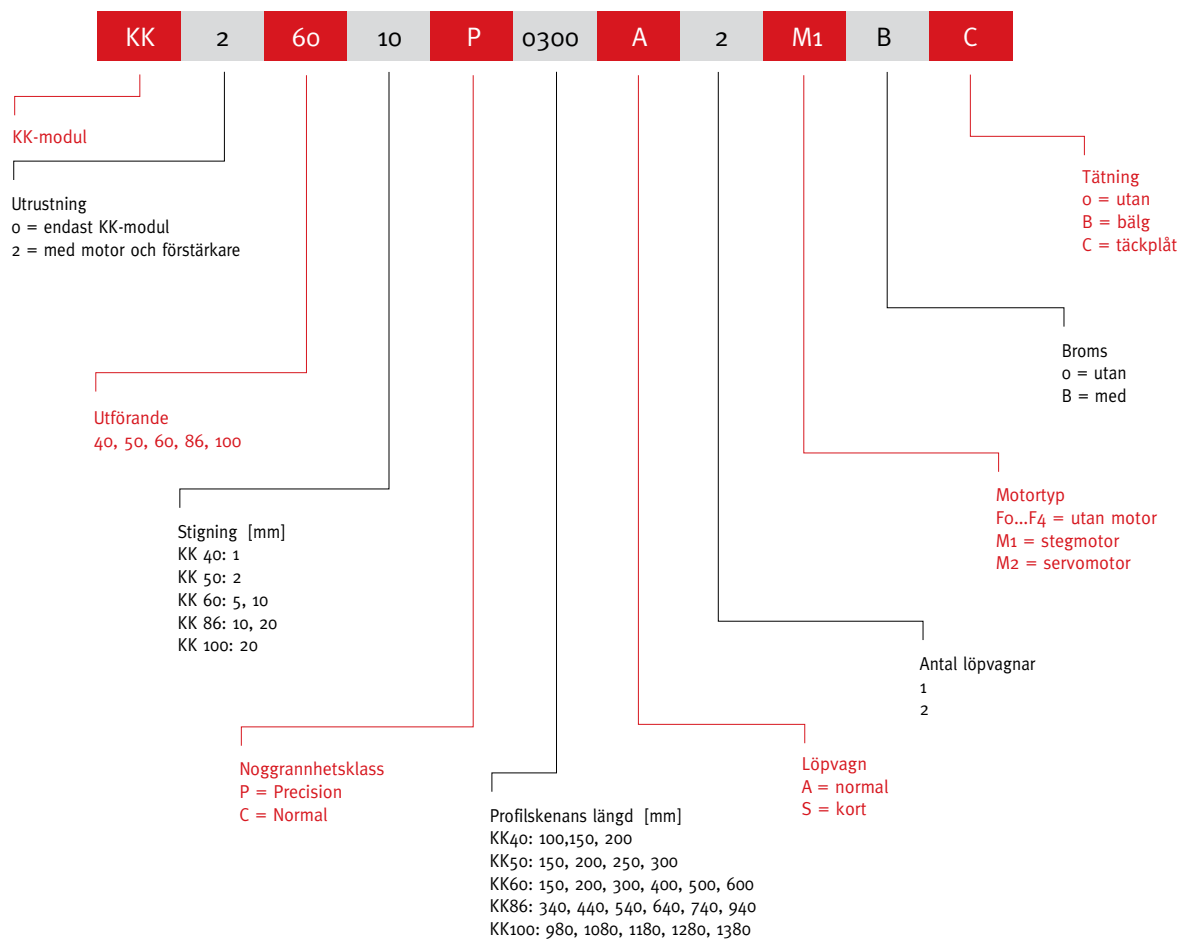 KK 2 60 10 P 0300 A 2 M1 B C
KK-modul
Utrustning
0 = endast KK-modul
2 = med motor och förstärkare
Utförande
40, 50, 60, 86, 100
Stigning [mm]
KK 40: 1
KK 50: 2
KK 60: 5, 10
KK 86: 10, 20
KK 100: 20
Noggrannhetsklass
P = Precision
C = Normal
Profilskenans längd [mm]
KK40: 100,150, 200
KK50: 150, 200, 250, 300
KK60: 150, 200, 300, 400, 500, 600
KK86: 340, 440, 540, 640, 740, 940
KK100: 980, 1080, 1180, 1280, 1380
Löpvagn
A = normal
S = kort
Antal löpvagnar
1
2
Motortyp
F0...F4 = utan motor
M1 = stegmotor
M2 = servomotor
Broms
0 = utan
B = med
Tätning
0 = utan
B = bälg
C = täckplåt